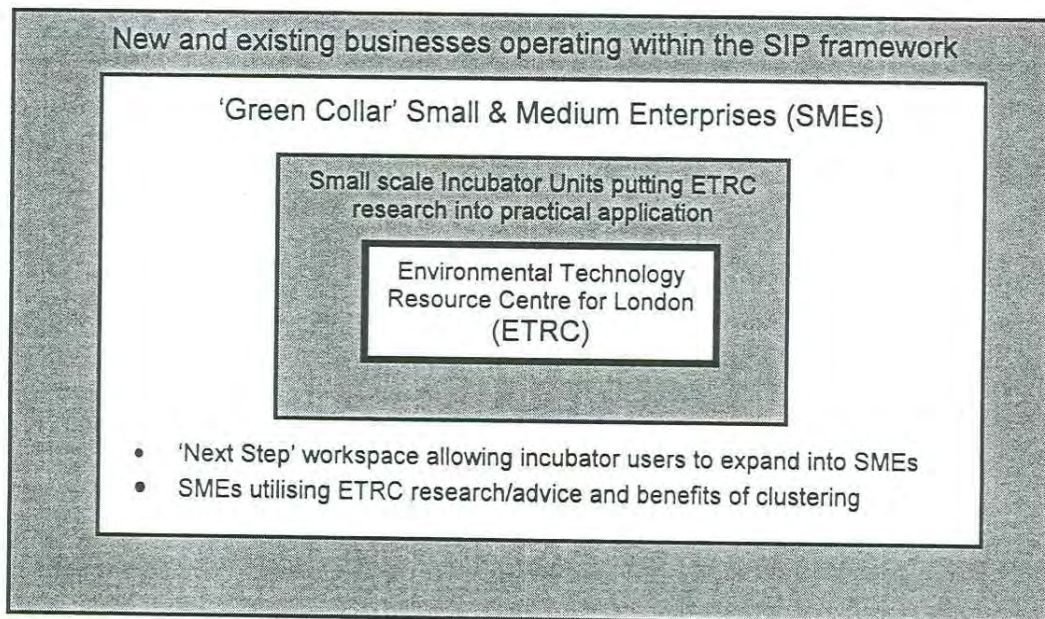 New and existing businesses operating within the SIP framework
‘Green Collar’ Small & Medium Enterprises (SMEs)
Small scale Incubator Units putting ETRC
research into practical application
Environmental Technology
Resource Centre for London
(ETRC)
• ‘Next Step’ workspace allowing incubator users to expand into SMEs
• SMEs utilising ETRC research/advice and benefits of clustering